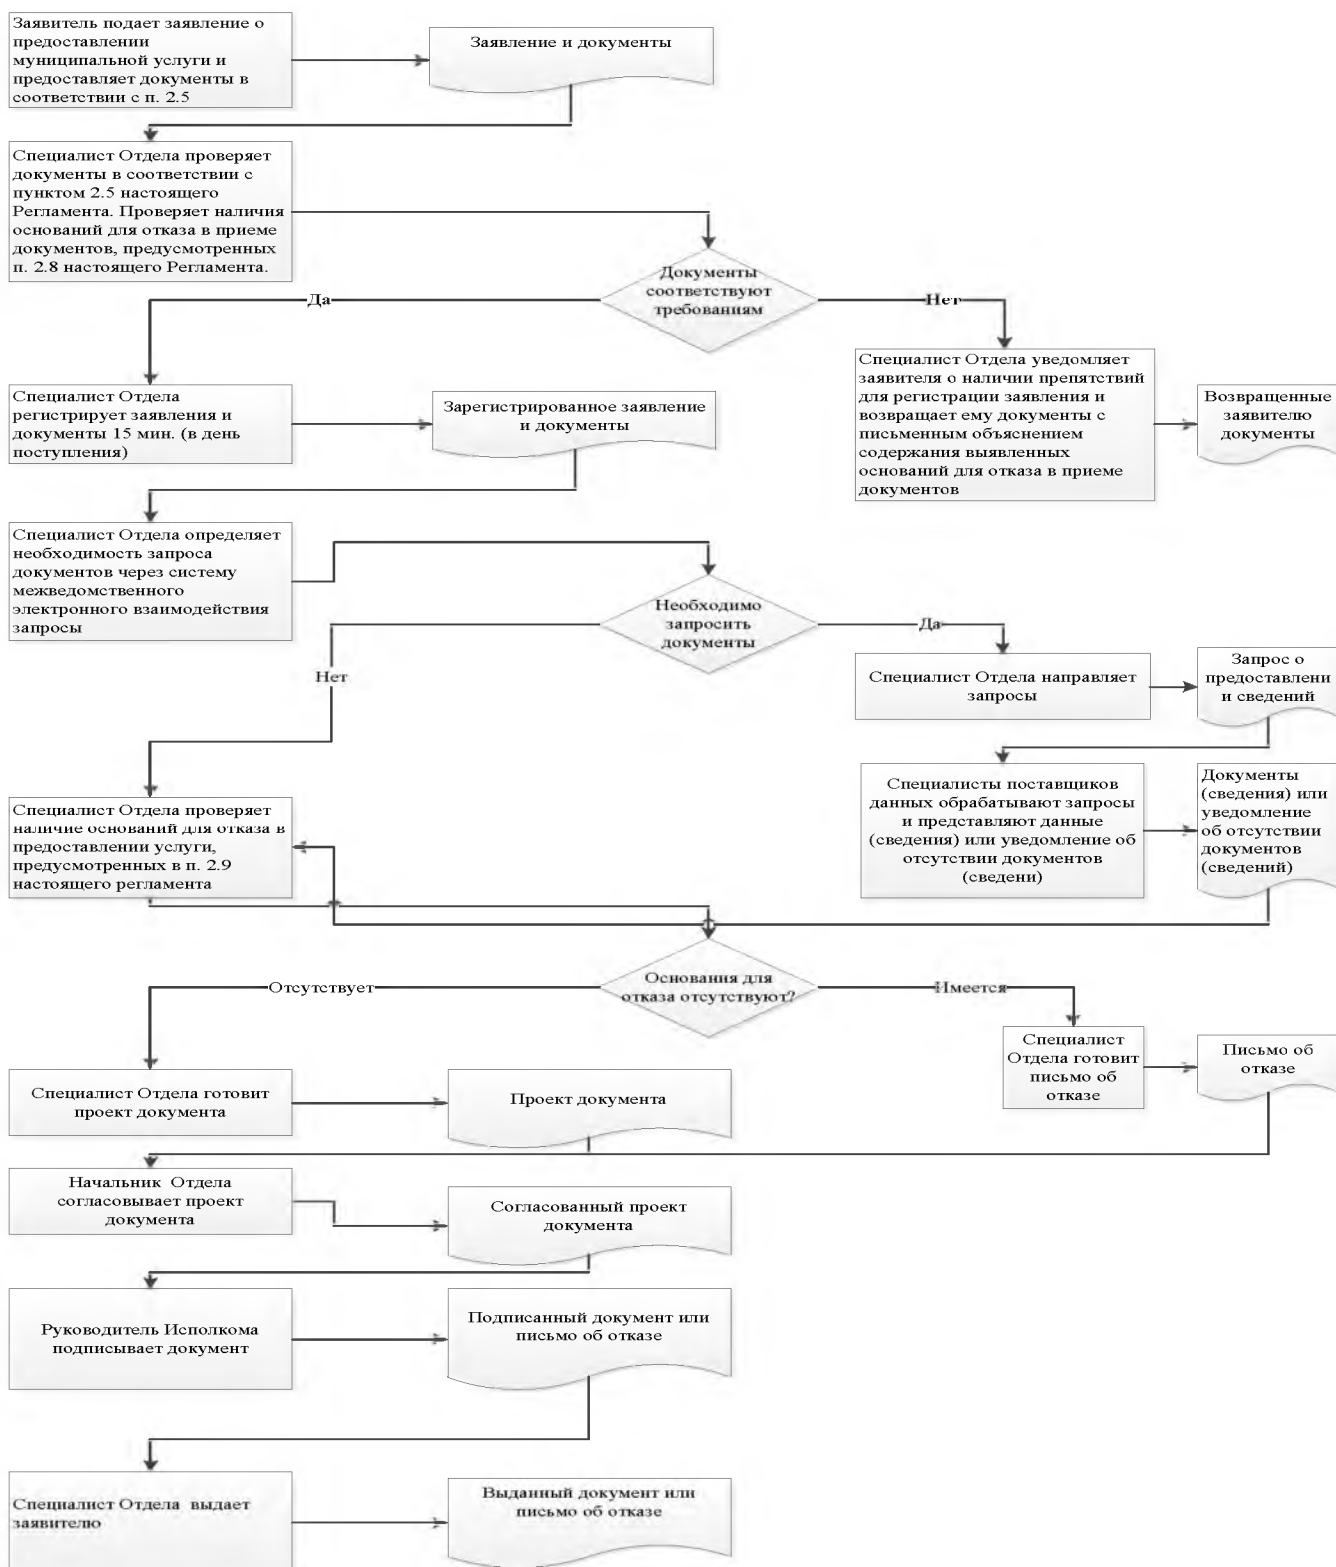 Заявитель подает заявление о
предоставлении
муниципальной услуги и
предоставляет документы в
соответствии с п. 2.5
Заявление и документы
Специалист Отдела проверяет
документы в соответствии с
пунктом 2.5 настоящего
Регламента. Проверяет наличия
оснований для отказа в приеме
документов, предусмотренных
п. 2.8 настоящего Регламента.
Документы
соответствуют
требованиям
Да
Нет
Специалист Отдела
регистрирует заявления и
документы 15 мин. (в день
поступления)
Зарегистрированное заявление
и документы
Специалист Отдела уведомляет
заявителя о наличии препятствий
для регистрации заявления и
возвращает ему документы с
письменным объяснением
содержания выявленных
оснований для отказа в приеме
документов
Возвращенные
заявителю
документы
Специалист Отдела определяет
необходимость запроса
документов через систему
межведомственного
электронного взаимодействия
запросы
Необходимо
запросить
документы
Да
Нет
Специалист Отдела направляет
запросы
Запрос о
предоставлени
и сведений
Специалисты поставщиков
данных обрабатывают запросы
и представляют данные
(сведения) или уведомление об
отсутствии документов
(сведени)
Документы
(сведения) или
уведомление
об отсутствии
документов
(сведений)
Специалист Отдела проверяет
наличие оснований для отказа в
предоставлении услуги,
предусмотренных в п. 2.9
настоящего регламента
Основания для
отказа отсутствуют?
Отсутствует
Имеется
Специалист
Отдела готовит
письмо об
отказе
Письмо об
отказе
Специалист Отдела готовит
проект документа
Проект документа
Начальник Отдела
согласовывает проект
документа
Согласованный проект
документа
Руководитель Исполкома
подписывает документ
Подписанный документ или
письмо об отказе
Специалист Отдела выдает
заявителю
Выданный документ или
письмо об отказе